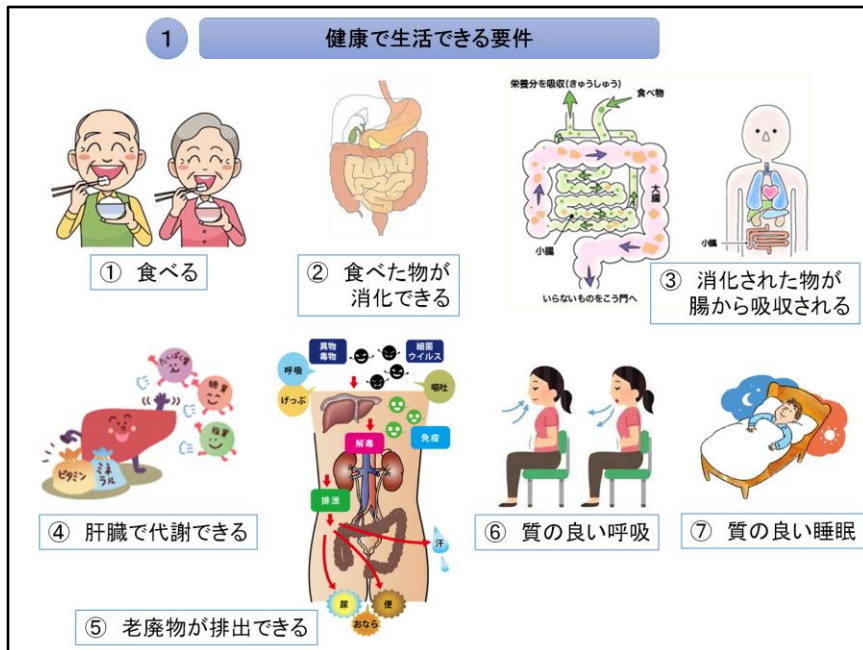 1
健康で生活できる要件
① 食べる
② 食べた物が
消化できる
栄養分を吸収(きゅうしゅう)
食べ物
大腸
小腸
いらないものをこう門へ
小腸
③ 消化された物が
腸から吸収される
たんぱく質
糖質
脂質
ビタミン
ミネラル
④ 肝臓で代謝できる
異物
毒物
細菌
ウイルス
呼吸
げっぷ
嘔吐
解毒
免疫
排泄
汗
尿
便
おなら
⑤ 老廃物が排出できる
⑥ 質の良い呼吸
⑦ 質の良い睡眠